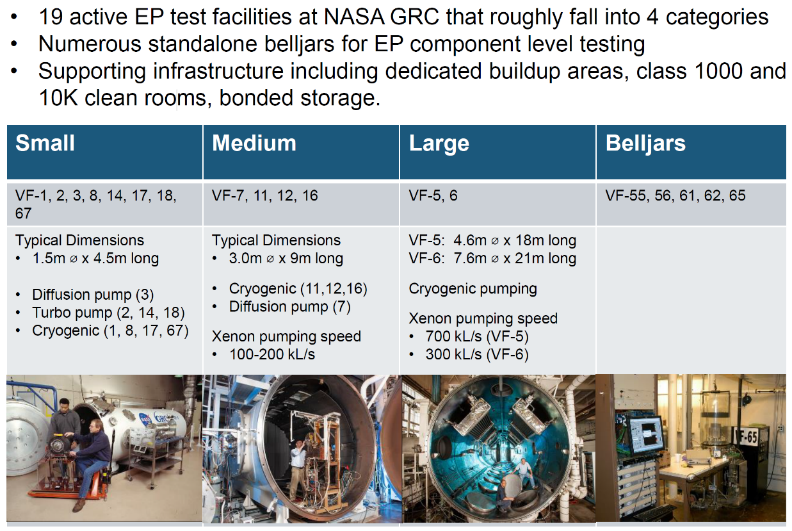 • 19 active EP test facilities at NASA GRC that roughly fall into 4 categories
• Numerous standalone belljars for EP component level testing
• Supporting infrastructure including dedicated buildup areas, class 1000 and
10K clean rooms, bonded storage.
Small
Medium
Large
Belljars
VF-1, 2, 3, 8, 14, 17, 18,
67
VF-7, 11, 12, 16
VF-5, 6
VF-55, 56, 61, 62, 65
Typical Dimensions
• 1.5m ⌀ x 4.5m long
• Diffusion pump (3)
• Turbo pump (2, 14, 18)
• Cryogenic (1, 8, 17, 67)
Typical Dimensions
• 3.0m ⌀ x 9m long
• Cryogenic (11,12,16)
• Diffusion pump (7)
Xenon pumping speed
• 100-200 kL/s
VF-5: 4.6m ⌀ x 18m long
VF-6: 7.6m ⌀ x 21m long
Cryogenic pumping
Xenon pumping speed
• 700 kL/s (VF-5)
• 300 kL/s (VF-6)
VF-65